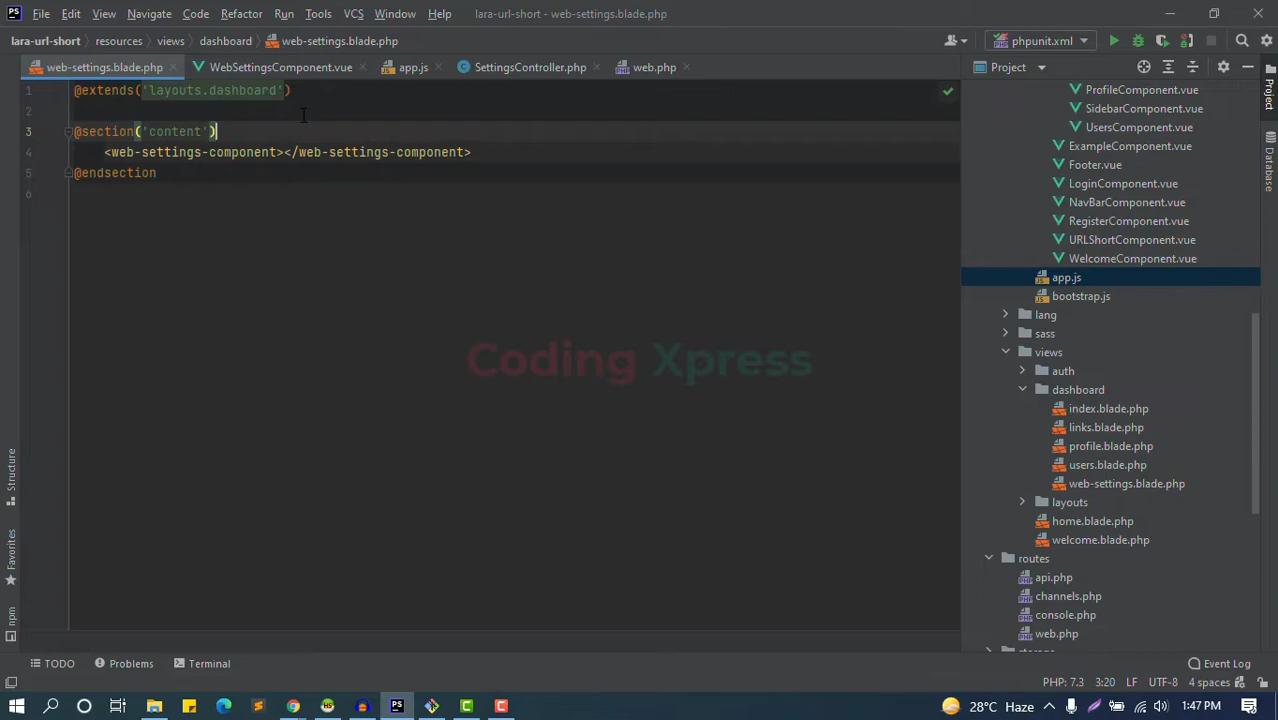 PS File Edit View Navigate Code Refactor Run Tools VCS Window Help lara-url-short - web-settings.blade.php
lara-url-short resources views dashboard web-settings.blade.php phpunit.xml
web-settings.blade.php WebSettingsComponent.vue app.js SettingsController.php web.php Project
1 @extends('layouts.dashboard')
2
3 @section('content')
4 <web-settings-component></web-settings-component>
5 @endsection
6
Coding Xpress
ProfileComponent.vue
SidebarComponent.vue
UsersComponent.vue
ExampleComponent.vue
Footer.vue
LoginComponent.vue
NavBarComponent.vue
RegisterComponent.vue
URLShortComponent.vue
WelcomeComponent.vue
app.js
bootstrap.js
lang
sass
views
auth
dashboard
index.blade.php
links.blade.php
profile.blade.php
users.blade.php
web-settings.blade.php
layouts
home.blade.php
welcome.blade.php
routes
api.php
channels.php
console.php
web.php
storage
Project
Database
Structure
Favorites
npm
TODO Problems Terminal Event Log
PHP: 7.3 3:20 LF UTF-8 4 spaces
28°C Haze 1:47 PM